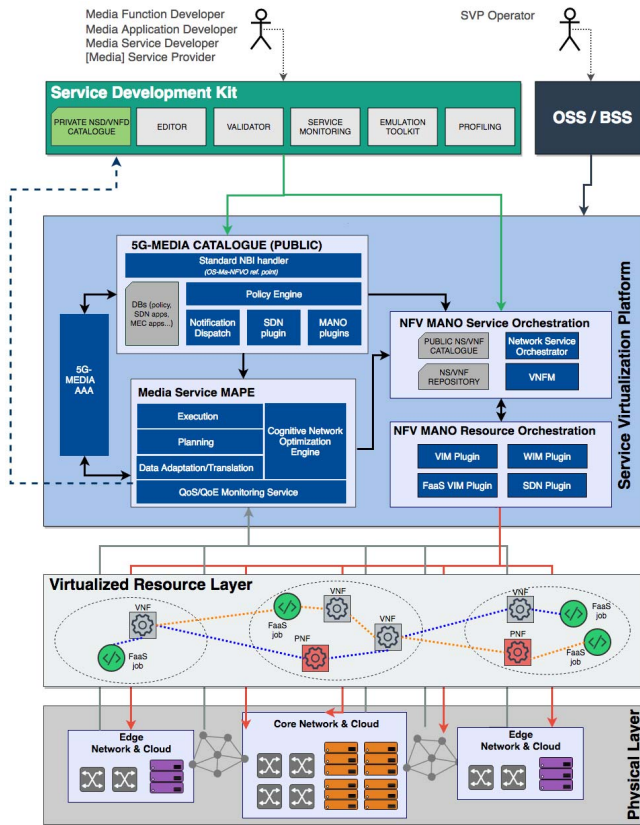 Media Function Developer
Media Application Developer
Media Service Developer
[Media] Service Provider
SVP Operator
Service Development Kit
PRIVATE NSD/VNFD
CATALOGUE
EDITOR
VALIDATOR
SERVICE
MONITORING
EMULATION
TOOLKIT
PROFILING
OSS / BSS
Service Virtualization Platform
5G-MEDIA CATALOGUE (PUBLIC)
Standard NBI handler
(OS-Ma-NFVO ref. point)
DBs (policy,
SDN apps,
MEC apps...)
Policy Engine
Notification
Dispatch
SDN
plugin
MANO
plugins
5G-
MEDIA
AAA
Media Service MAPE
Execution
Planning
Data Adaptation/Translation
Cognitive Network
Optimization
Engine
QoS/QoE Monitoring Service
NFV MANO Service Orchestration
PUBLIC NS/VNF
CATALOGUE
Network Service
Orchestrator
NS/VNF
REPOSITORY
VNFM
NFV MANO Resource Orchestration
VIM Plugin
WIM Plugin
FaaS VIM Plugin
SDN Plugin
Virtualized Resource Layer
VNF
FaaS
job
FaaS
job
VNF
PNF
VNF
VNF
FaaS
job
PNF
FaaS
job
Physical Layer
Edge
Network & Cloud
Core Network & Cloud
Edge
Network & Cloud